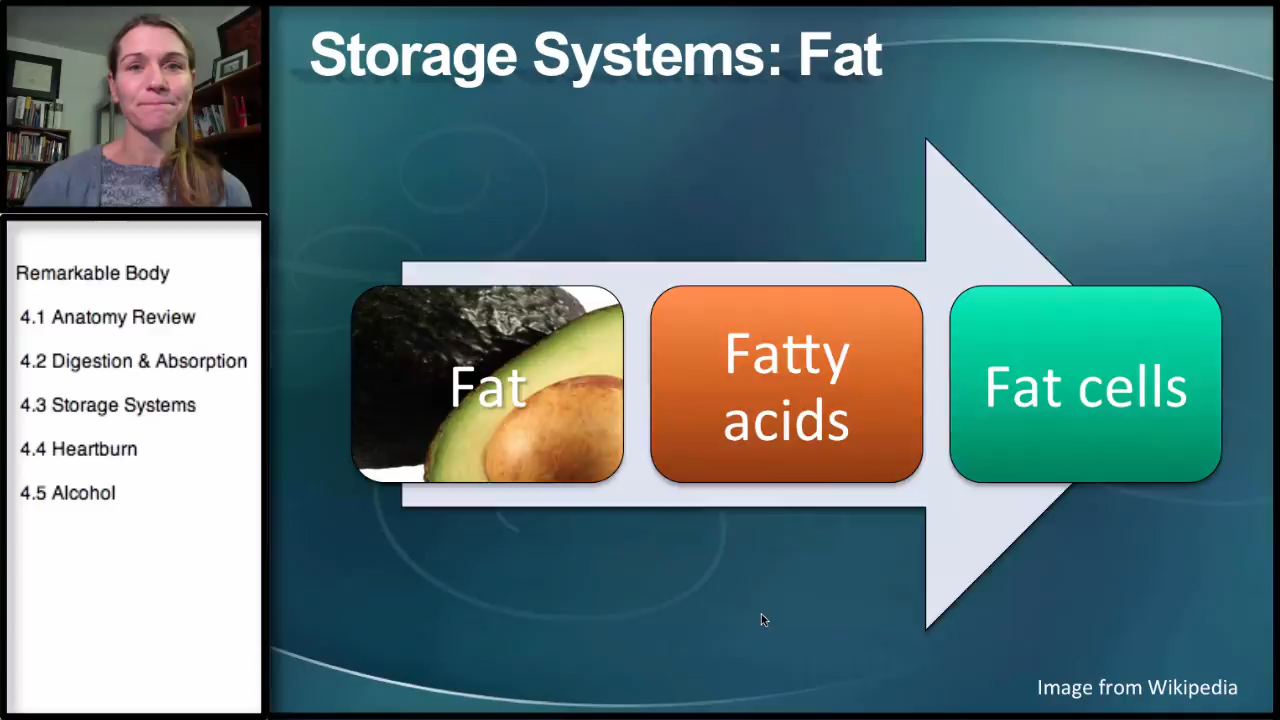 Storage Systems: Fat
Remarkable Body
4.1 Anatomy Review
4.2 Digestion & Absorption
4.3 Storage Systems
4.4 Heartburn
4.5 Alcohol
Fat
Fatty
acids
Fat cells
Image from Wikipedia